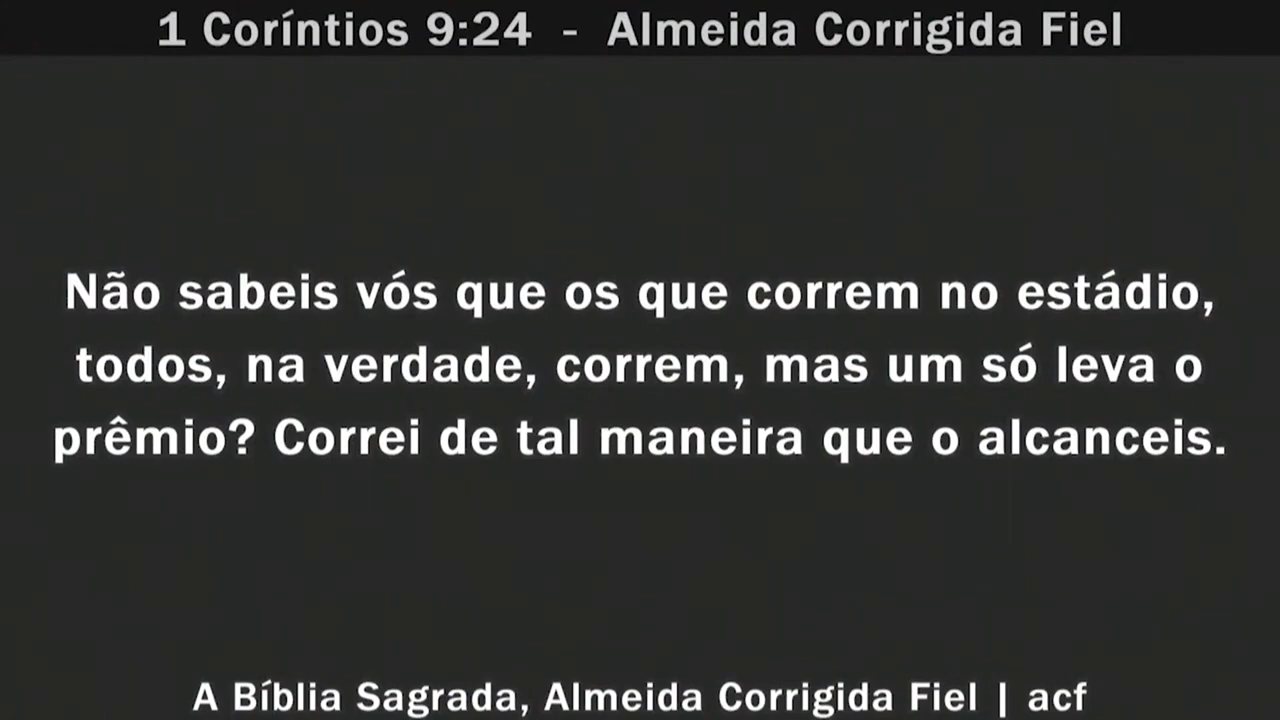 1 Coríntios 9:24 - Almeida Corrigida Fiel
Não sabeis vós que os que correm no estádio,
todos, na verdade, correm, mas um só leva o
prêmio? Correi de tal maneira que o alcanceis.
A Bíblia Sagrada, Almeida Corrigida Fiel | acf